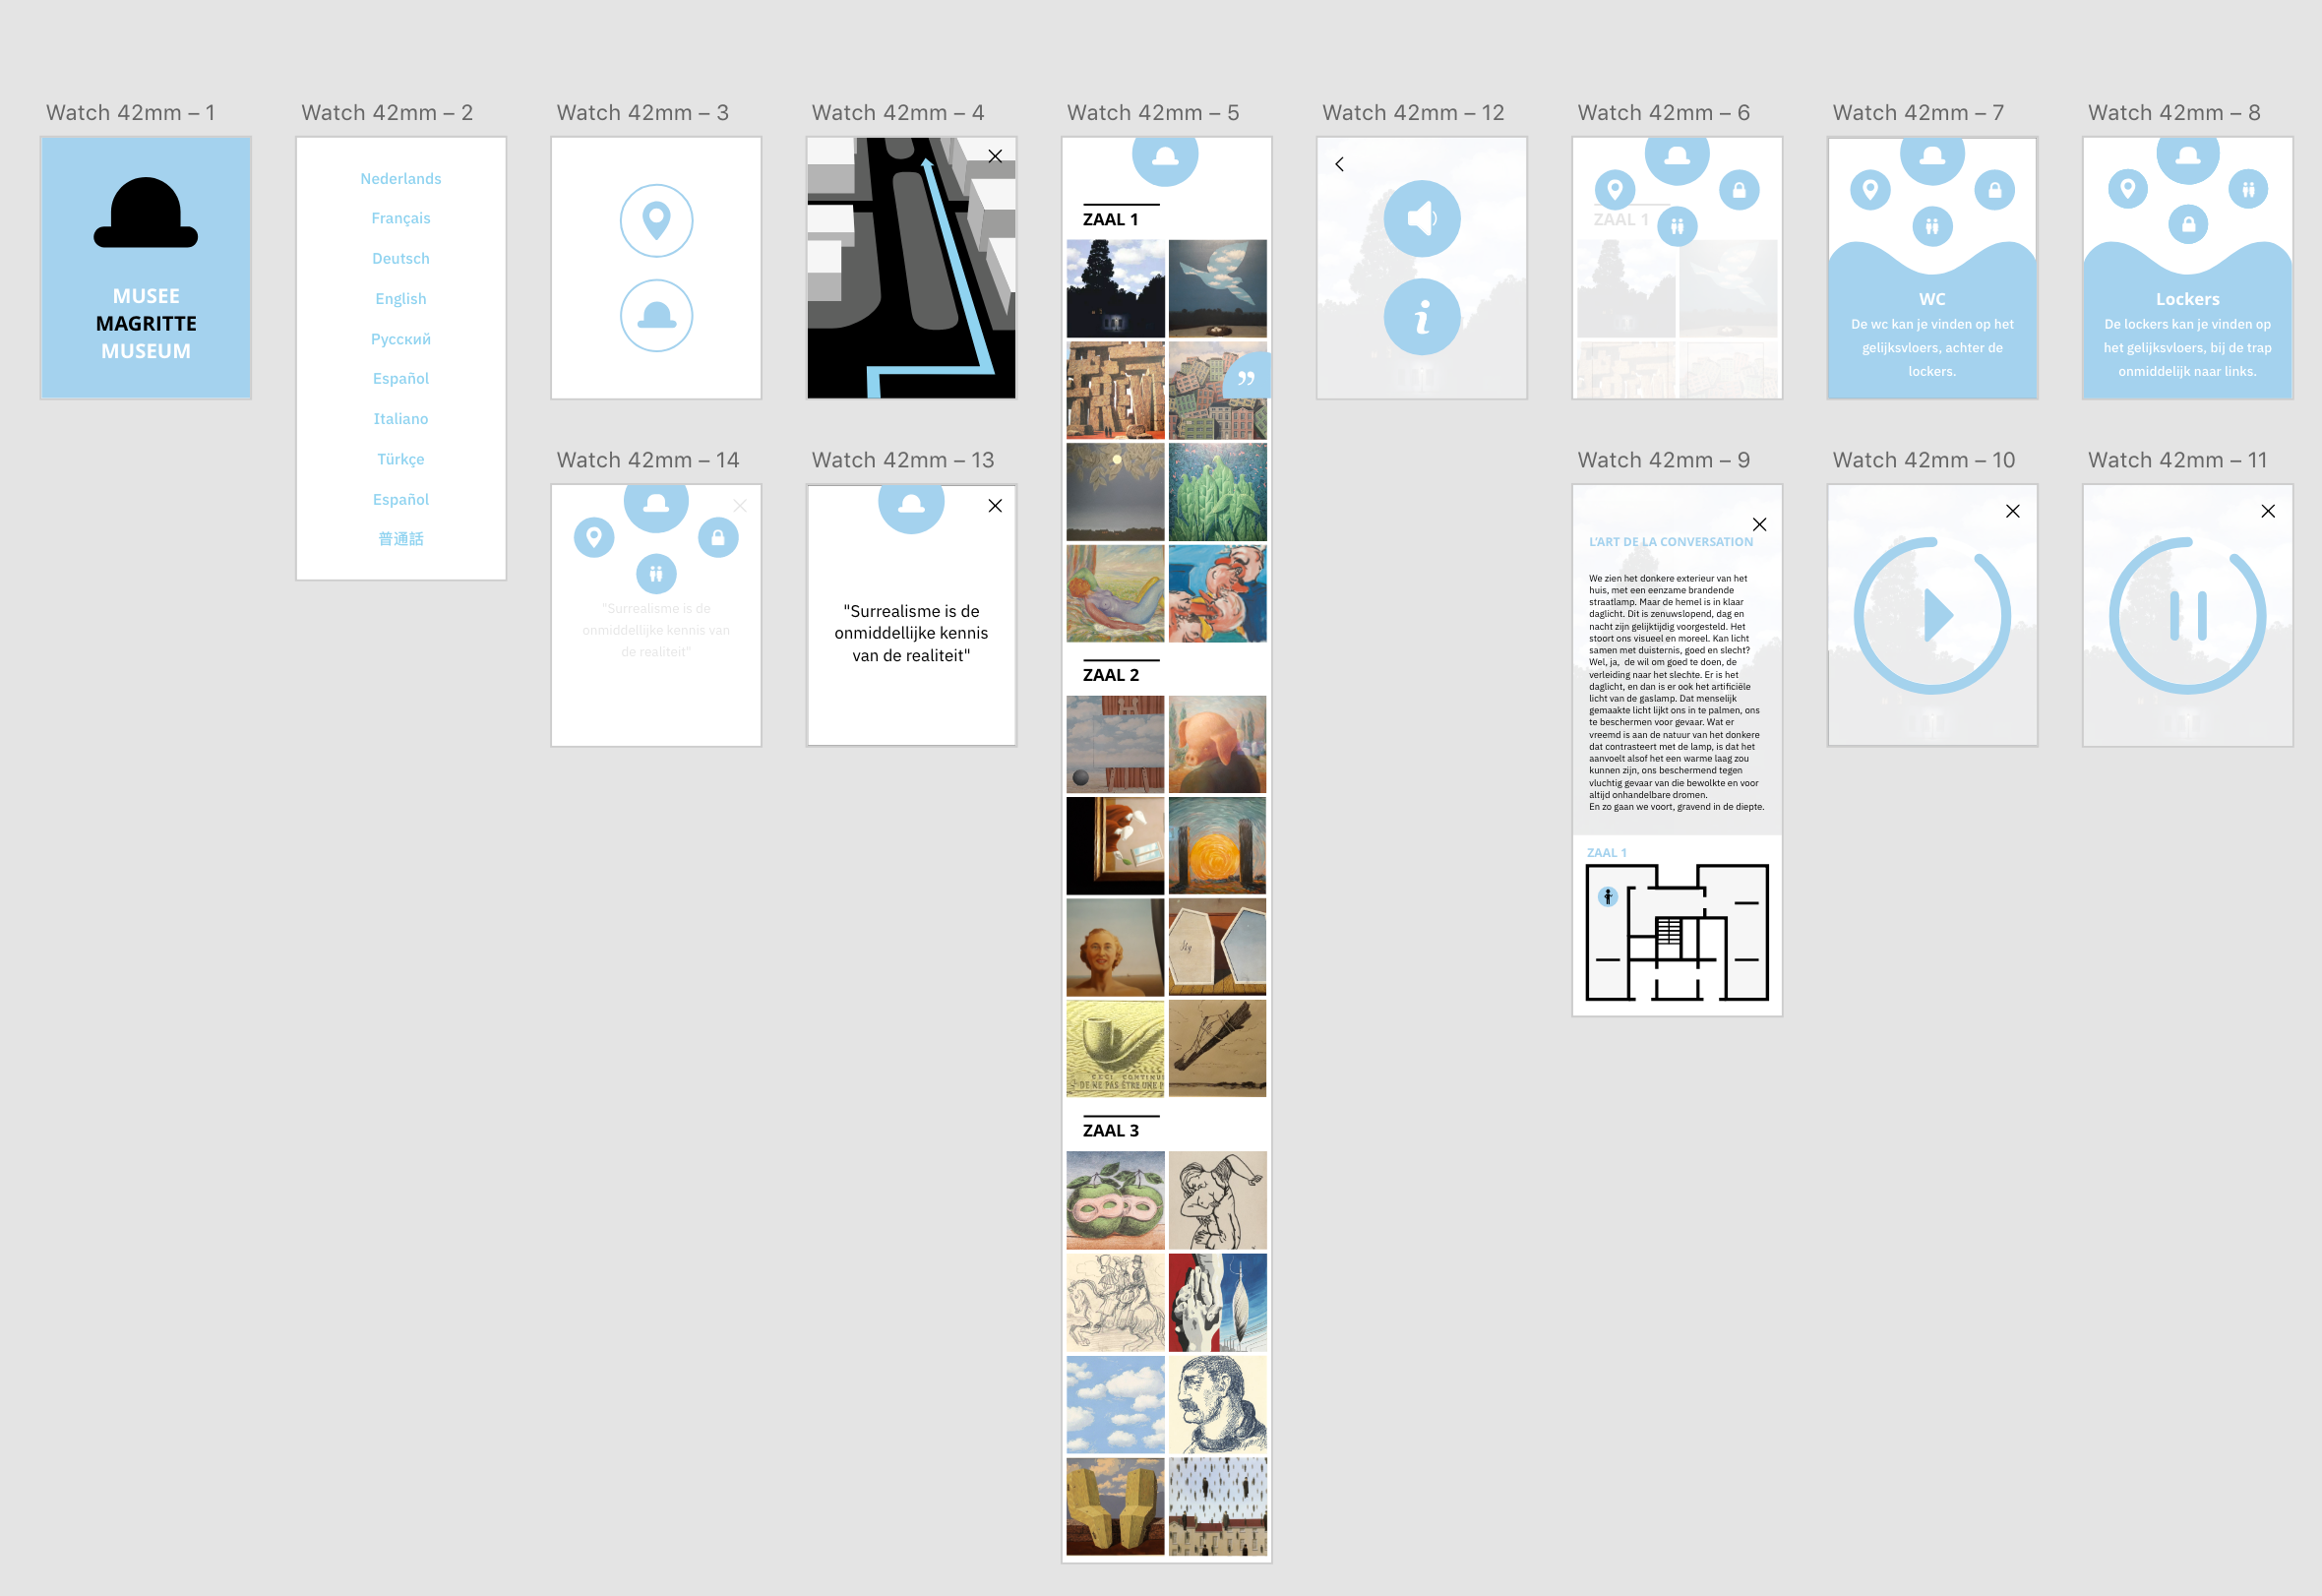 Watch 42mm – 1
MUSEE
MAGRITTE
MUSEUM
Watch 42mm – 2
Nederlands
Français
Deutsch
English
Русский
Español
Italiano
Türkçe
Español
普通話
Watch 42mm – 3
Watch 42mm – 4
Watch 42mm – 5
ZAAL 1
ZAAL 2
CECI CONTINUE
DE NE PAS ÊTRE UNE P
ZAAL 3
Watch 42mm – 12
Watch 42mm – 6
ZAAL 1
Watch 42mm – 7
WC
De wc kan je vinden op het
gelijksvloers, achter de
lockers.
Watch 42mm – 8
Lockers
De lockers kan je vinden op
het gelijksvloers, bij de trap
onmiddelijk naar links.
Watch 42mm – 14
"Surrealisme is de
onmiddellijke kennis van
de realiteit"
Watch 42mm – 13
"Surrealisme is de
onmiddellijke kennis
van de realiteit"
Watch 42mm – 9
L'ART DE LA CONVERSATION
We zien het donkere exterieur van het
huis, met een eenzame brandende
straatlamp. Maar de hemel is in klaar
daglicht. Dit is zenuwslopend, dag en
nacht zijn gelijktijdig voorgesteld. Het
stoort ons visueel en moreel. Kan licht
samen met duisternis, goed en slecht?
Wel, ja, de wil om goed te doen, de
verleiding naar het slechte. Er is het
daglicht, en dan is er ook het artificiële
licht van de gaslamp. Dat menselijk
gemaakte licht lijkt ons in te palmen, ons
te beschermen voor gevaar. Wat er
vreemd is aan de natuur van het donkere
dat contrasteert met de lamp, is dat het
aanvoelt alsof het een warme laag zou
kunnen zijn, ons beschermend tegen
vluchtig gevaar van die bewolkte en voor
altijd onhandelbare dromen.
En zo gaan we voort, gravend in de diepte.
ZAAL 1
Watch 42mm – 10
Watch 42mm – 11